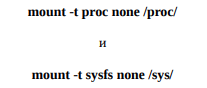 mount -t proc none /proc/
и
mount -t sysfs none /sys/